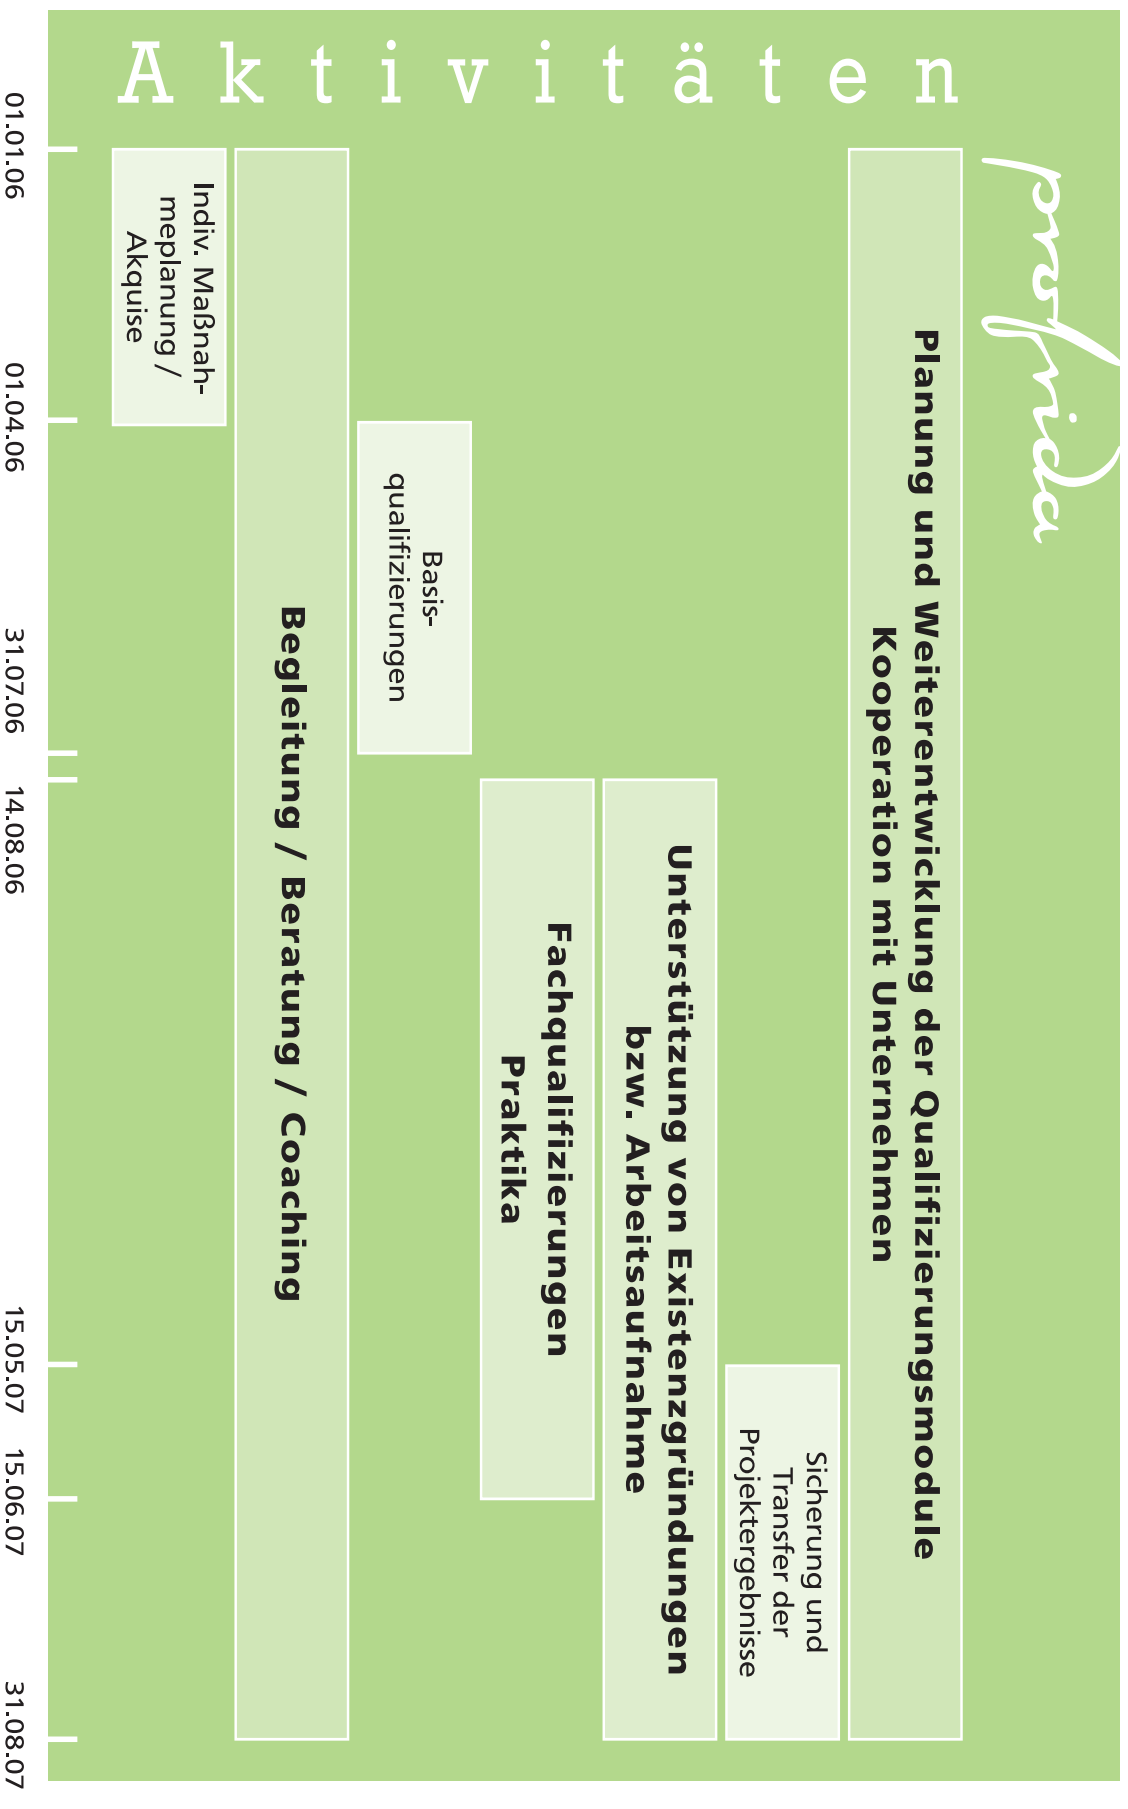 Aktivitäten
profrida
Planung und Weiterentwicklung der Qualifizierungsmodule
Kooperation mit Unternehmen
Sicherung und
Transfer der
Projektergebnisse
Unterstützung von Existenzgründungen
bzw. Arbeitsaufnahme
Fachqualifizierungen
Praktika
Basis-
qualifizierungen
Begleitung / Beratung / Coaching
Indiv. Maßnah-
meplanung /
Akquise
01.01.06
01.04.06
31.07.06
14.08.06
15.05.07
15.06.07
31.08.07